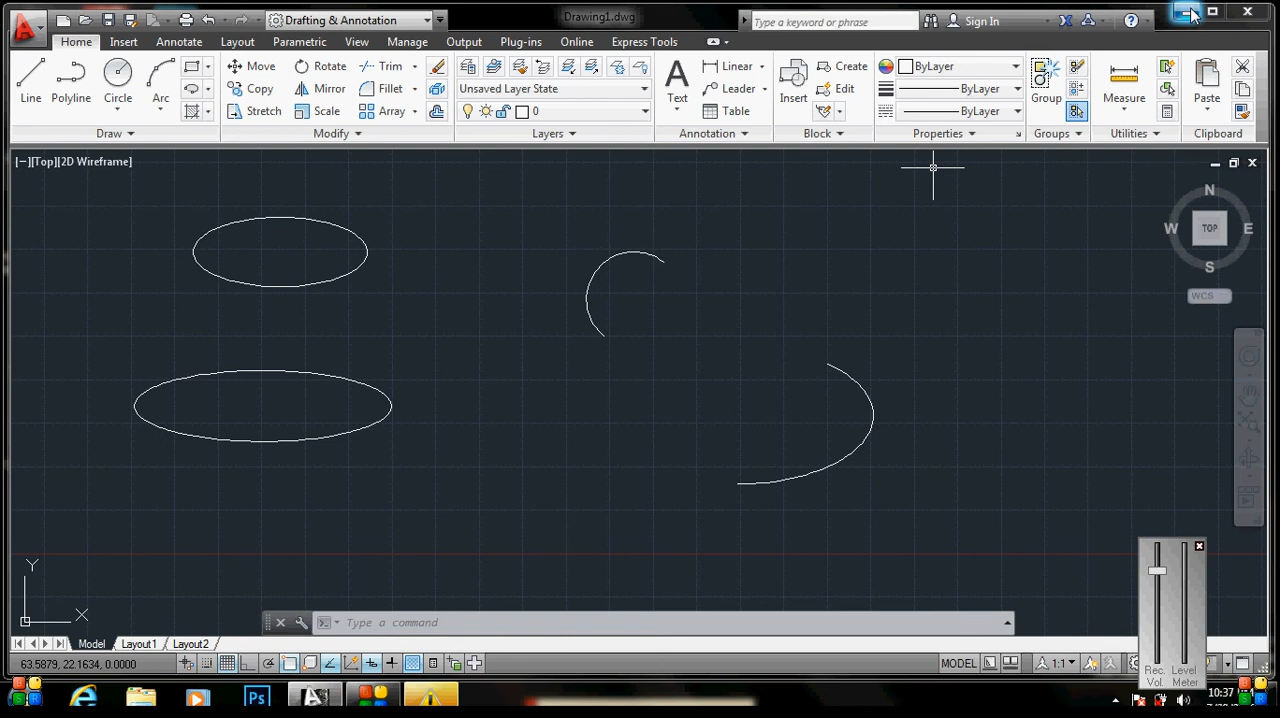 Drafting & Annotation
Drawing1.dwg
Type a keyword or phrase
Sign In
Home Insert Annotate Layout Parametric View Manage Output Plug-ins Online Express Tools
Line
Polyline
Circle
Arc
Draw
Move Rotate Trim
Copy Mirror Fillet
Stretch Scale Array
Modify
Unsaved Layer State
0
Layers
Text
Linear
Leader
Table
Annotation
Insert
Create
Edit
Block
ByLayer
ByLayer
ByLayer
Properties
Group
Groups
Measure
Utilities
Paste
Clipboard
[−][Top][2D Wireframe]
N
W TOP E
S
WCS
Y
X
Type a command
Model Layout1 Layout2
63.5879, 22.1634, 0.0000
MODEL
1:1
Rec. Level
Vol. Meter
Ps
10:37